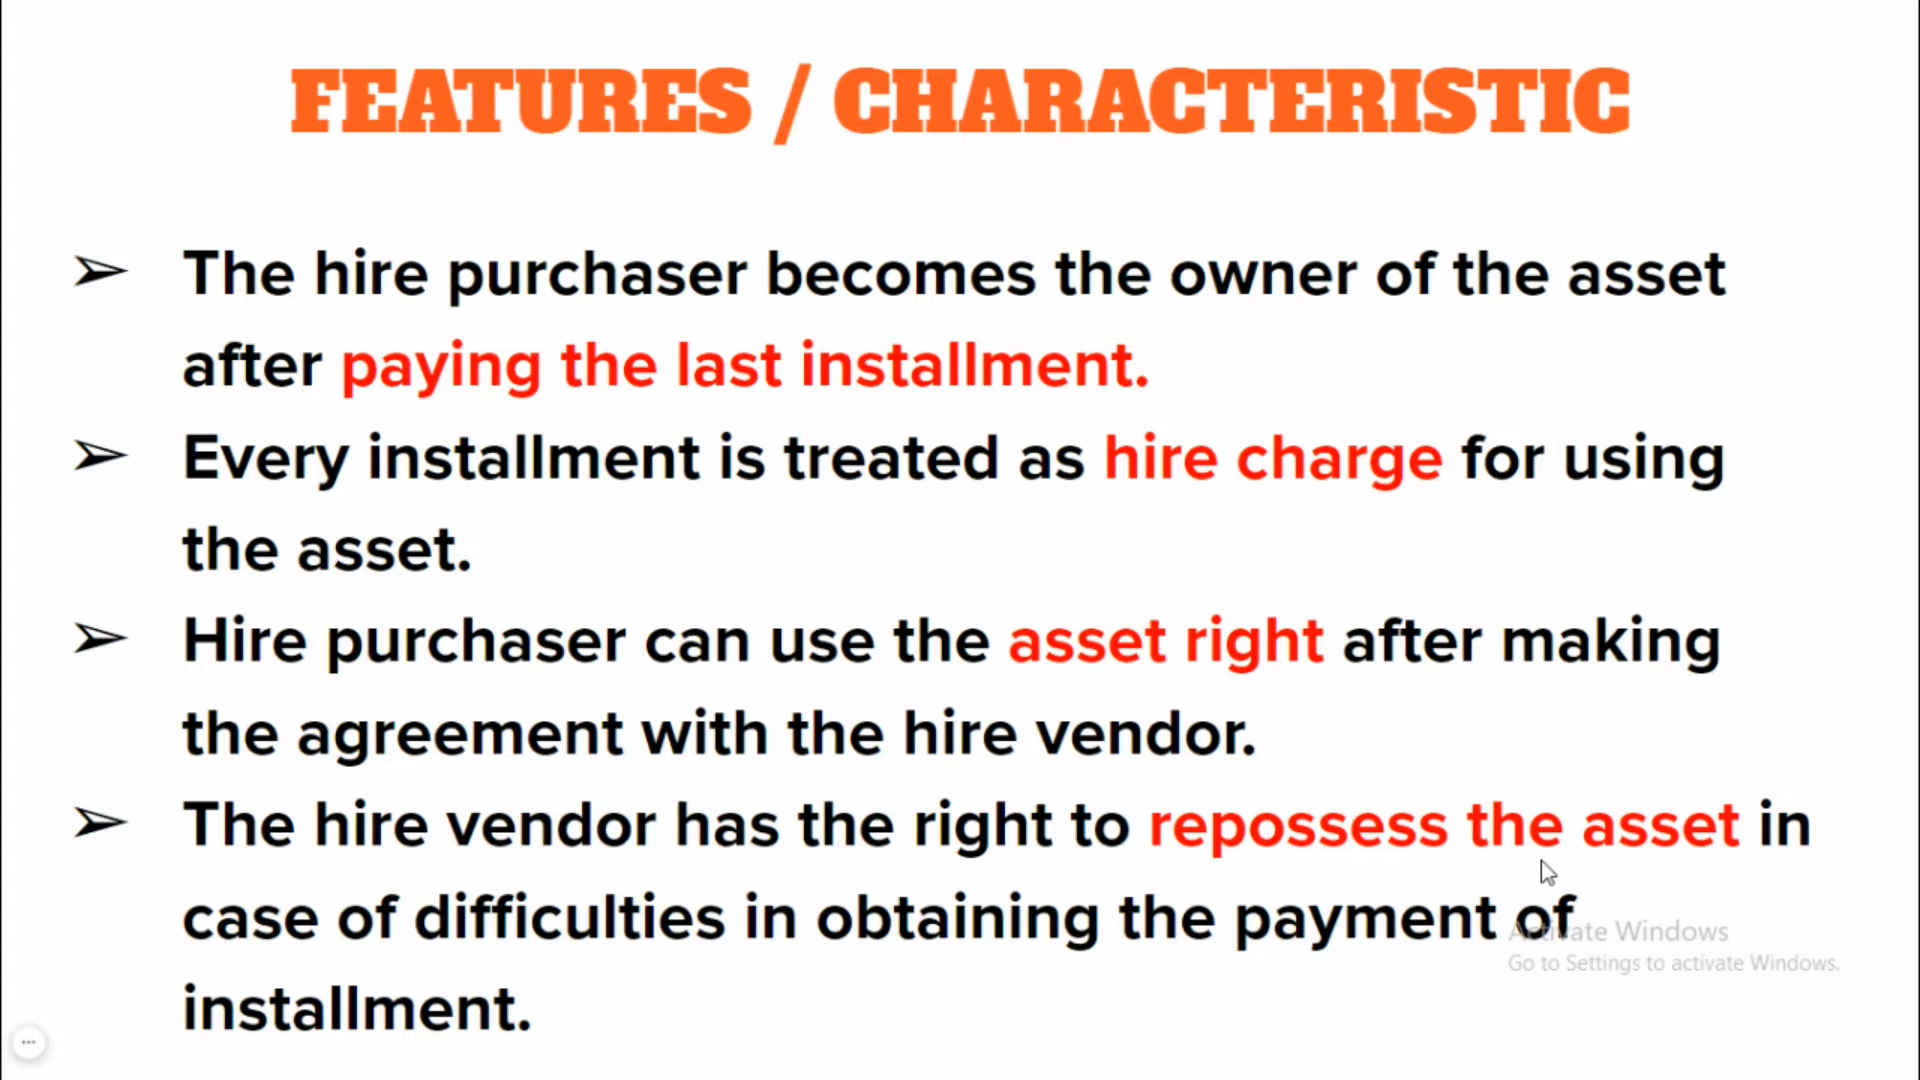 FEATURES / CHARACTERISTIC
➢ The hire purchaser becomes the owner of the asset
after paying the last installment.
➢ Every installment is treated as hire charge for using
the asset.
➢ Hire purchaser can use the asset right after making
the agreement with the hire vendor.
➢ The hire vendor has the right to repossess the asset in
case of difficulties in obtaining the payment of
installment.
Activate Windows
Go to Settings to activate Windows.